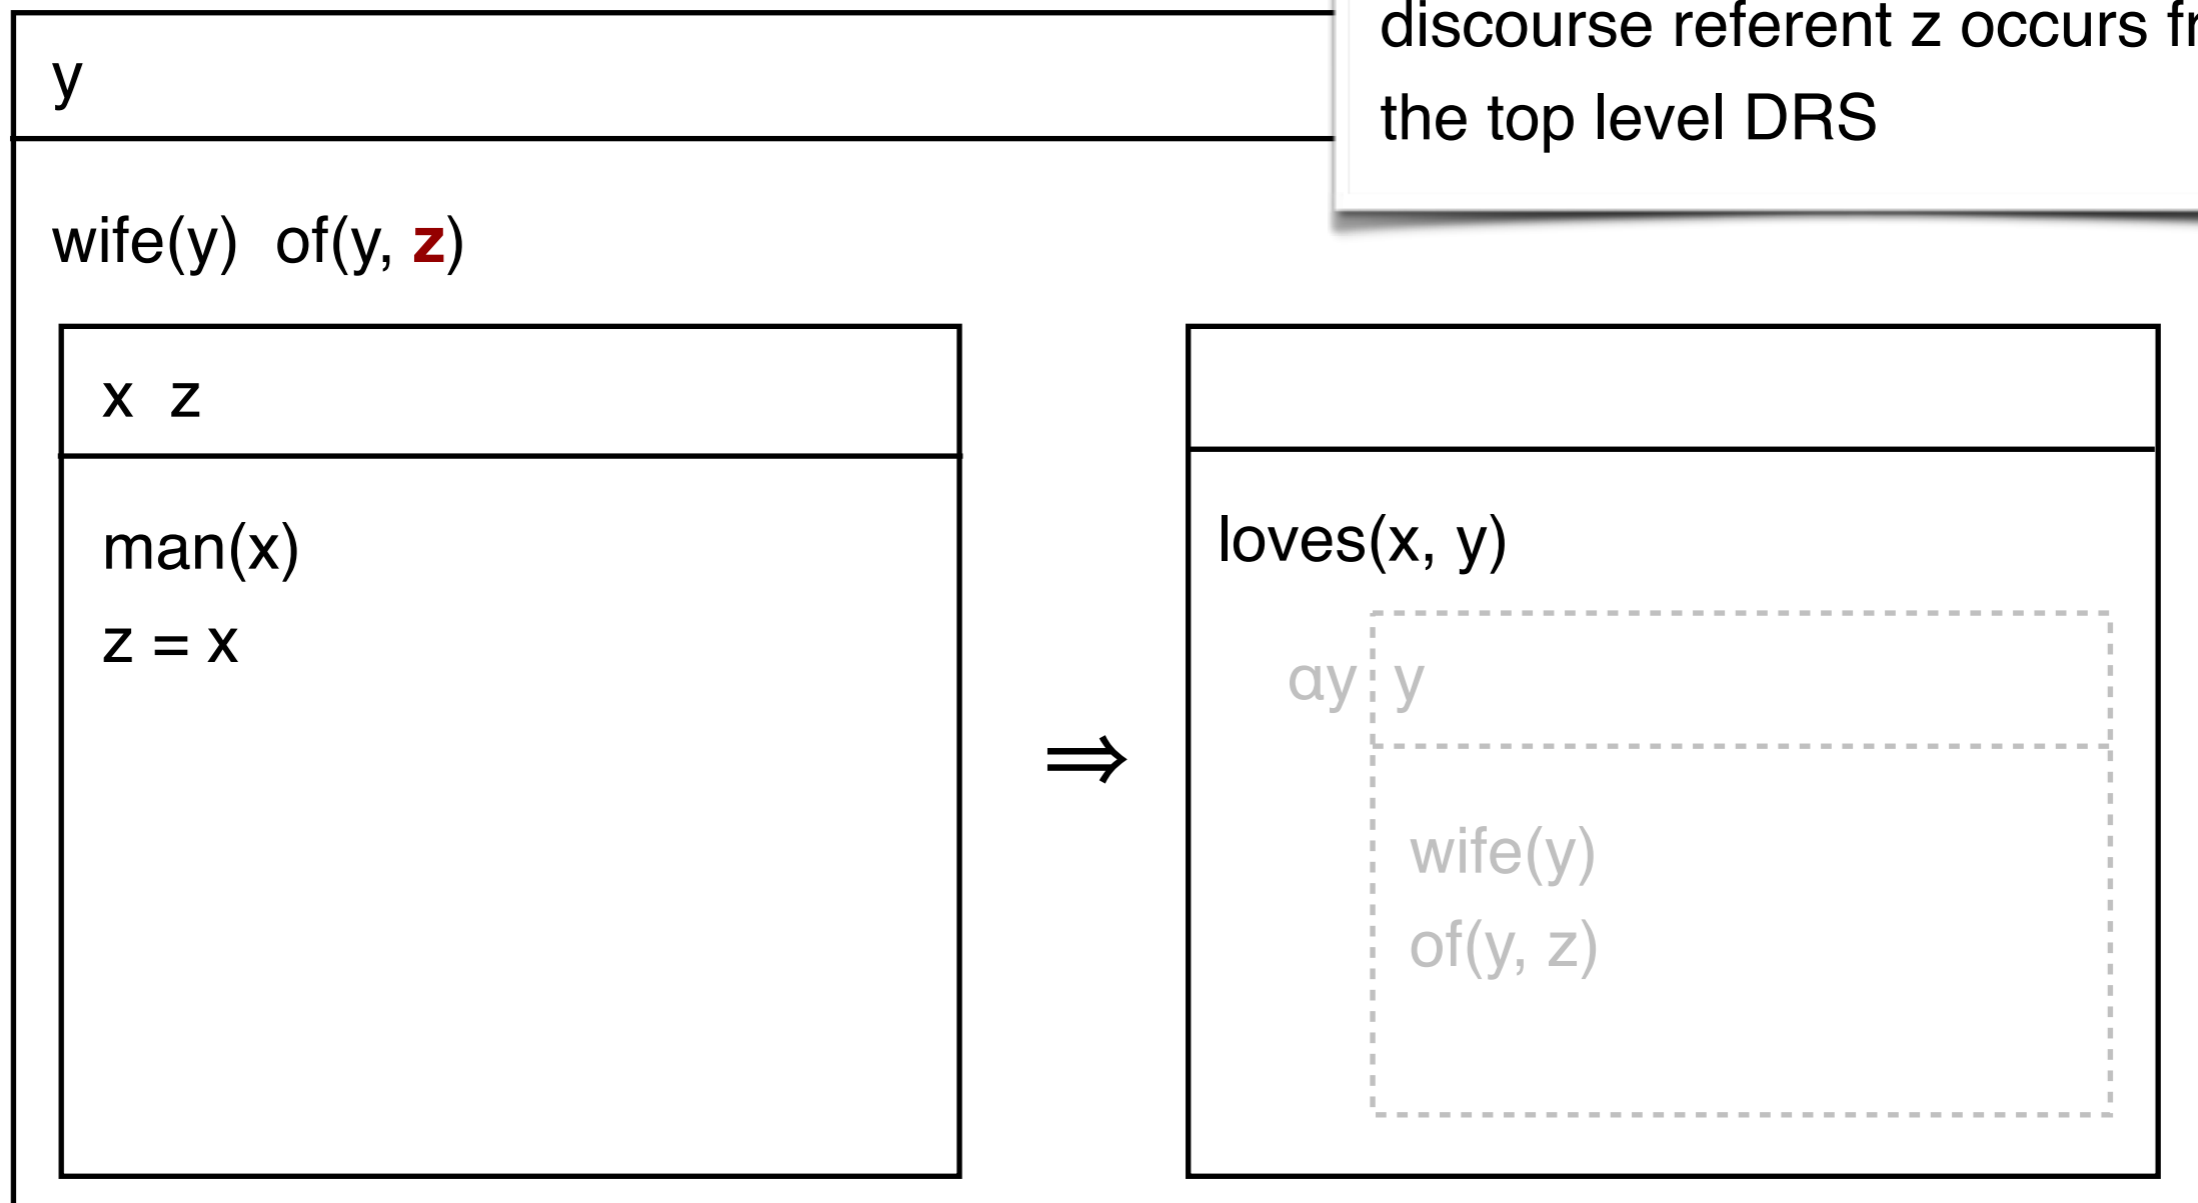 discourse referent z occurs
the top level DRS
y
wife(y) of(y, z)
x z
man(x)
z = x
⇒
loves(x, y)
αy y
wife(y)
of(y, z)